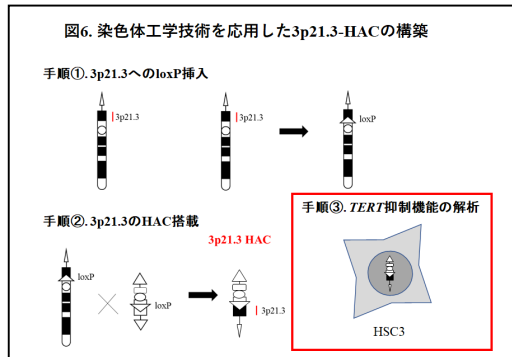 図6. 染色体工学技術を応用した3p21.3-HACの構築
手順①. 3p21.3へのloxP挿入
3p21.3
3p21.3
loxP
手順②. 3p21.3のHAC搭載
3p21.3 HAC
loxP
loxP
3p21.3
手順③. TERT抑制機能の解析
HSC3